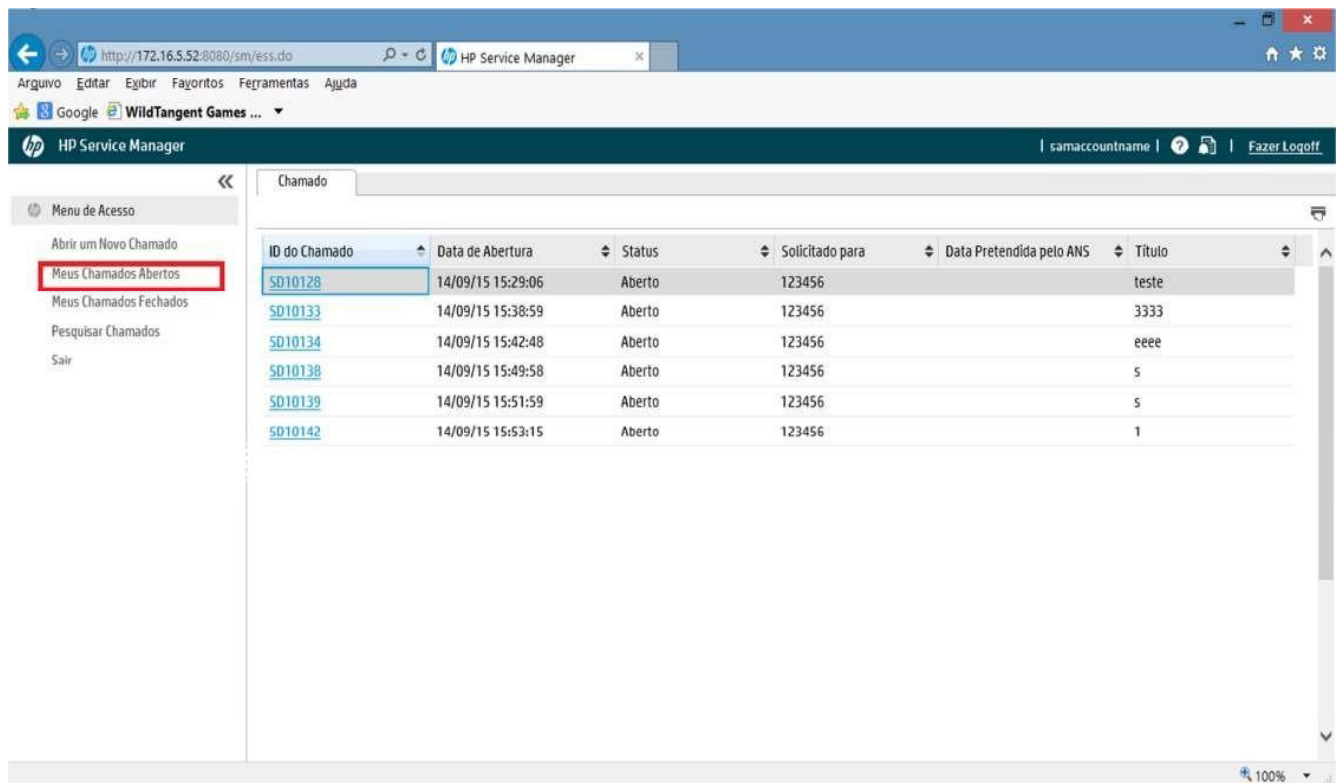 http://172.16.5.52:8080/sm/ess.do
HP Service Manager
Arquivo Editar Exibir Favoritos Ferramentas Ajuda
Google WildTangent Games ...
hp HP Service Manager | samaccountname | ? | Fazer Logoff
Chamado
Menu de Acesso
Abrir um Novo Chamado
Meus Chamados Abertos
Meus Chamados Fechados
Pesquisar Chamados
Sair
ID do Chamado Data de Abertura Status Solicitado para Data Pretendida pelo ANS Título
SD10128 14/09/15 15:29:06 Aberto 123456 teste
SD10133 14/09/15 15:38:59 Aberto 123456 3333
SD10134 14/09/15 15:42:48 Aberto 123456 eeee
SD10138 14/09/15 15:49:58 Aberto 123456 s
SD10139 14/09/15 15:51:59 Aberto 123456 s
SD10142 14/09/15 15:53:15 Aberto 123456 1
100%